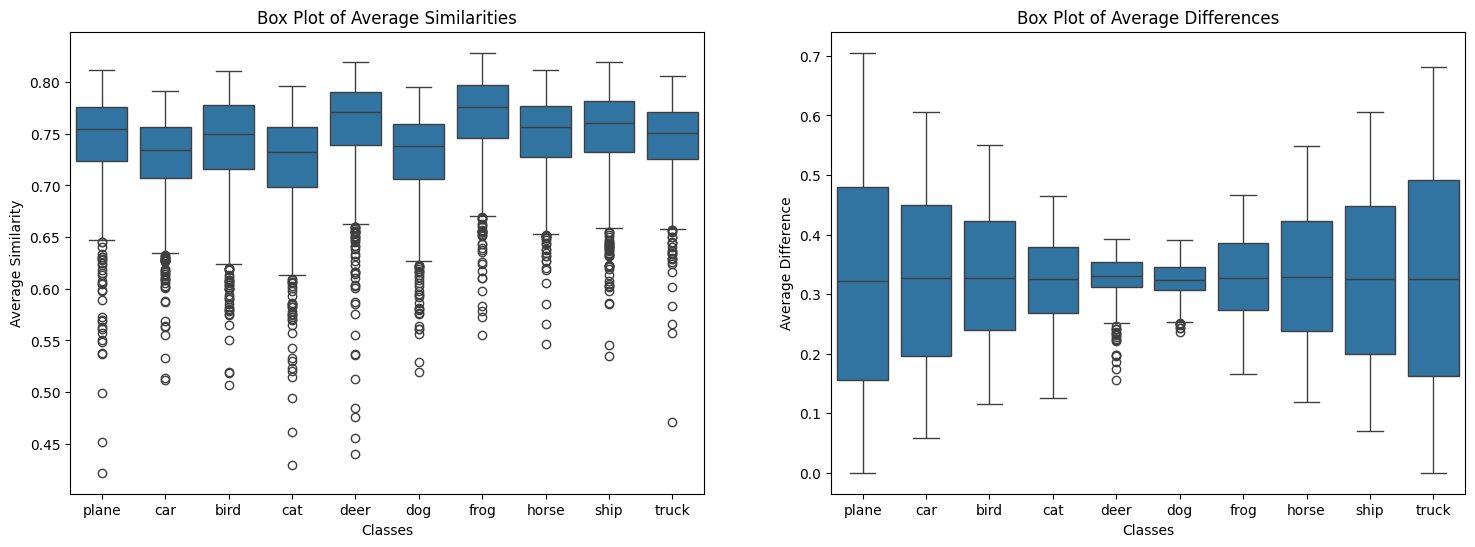 Box Plot of Average Similarities
Average Similarity
0.80
0.75
0.70
0.65
0.60
0.55
0.50
0.45
plane car bird cat deer dog frog horse ship truck
Classes
Box Plot of Average Differences
Average Difference
0.7
0.6
0.5
0.4
0.3
0.2
0.1
0.0
plane car bird cat deer dog frog horse ship truck
Classes